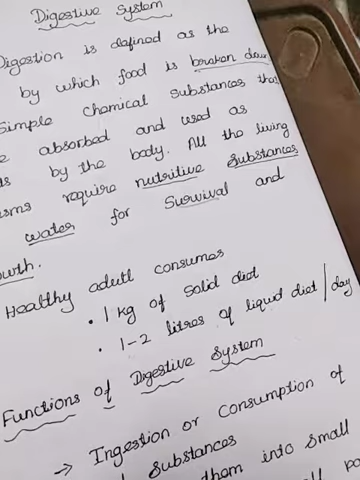 Digestive System
Digestion is defined as the
by which food is broken down
Simple chemical substances that
absorbed and used as
by the body. All the living
require nutritive Substances
water for Survival and
Healthy adult consumes
• 1 kg of solid diet
• 1-2 litres of liquid diet / day
Functions of Digestive System
→ Ingestion or Consumption of
Substances
them into small